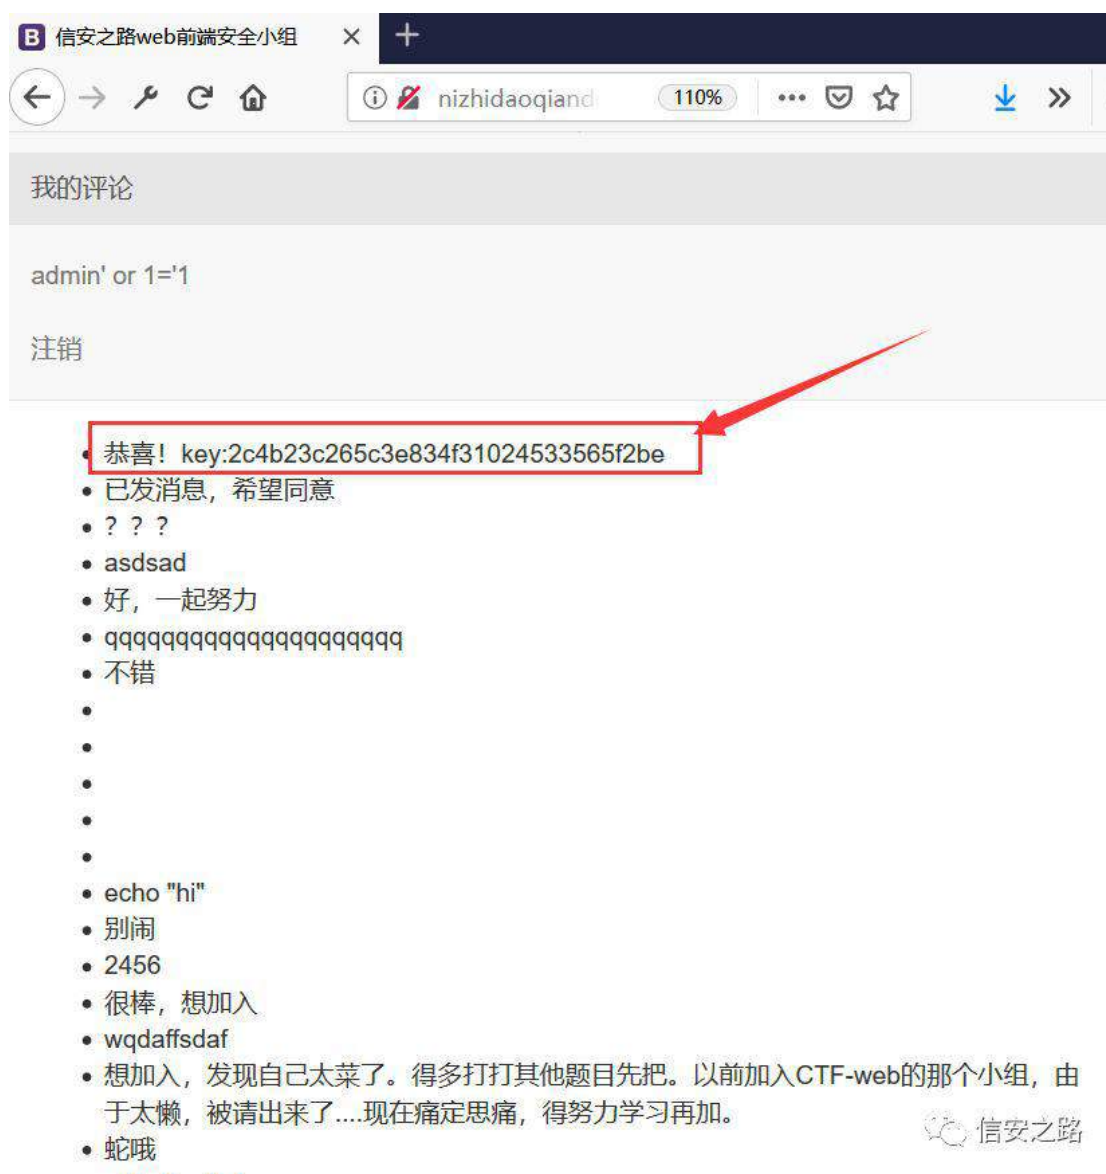 B 信安之路web前端安全小组
nizhidaoqiand
110%
我的评论
admin' or 1='1
注销
恭喜！key:2c4b23c265c3e834f31024533565f2be
已发消息，希望同意
？？？
asdsad
好，一起努力
qqqqqqqqqqqqqqqqqqqqq
不错
echo "hi"
别闹
2456
很棒，想加入
wqdaffsdaf
想加入，发现自己太菜了。得多打打其他题目先把。以前加入CTF-web的那个小组，由
于太懒，被请出来了....现在痛定思痛，得努力学习再加。
蛇哦
信安之路